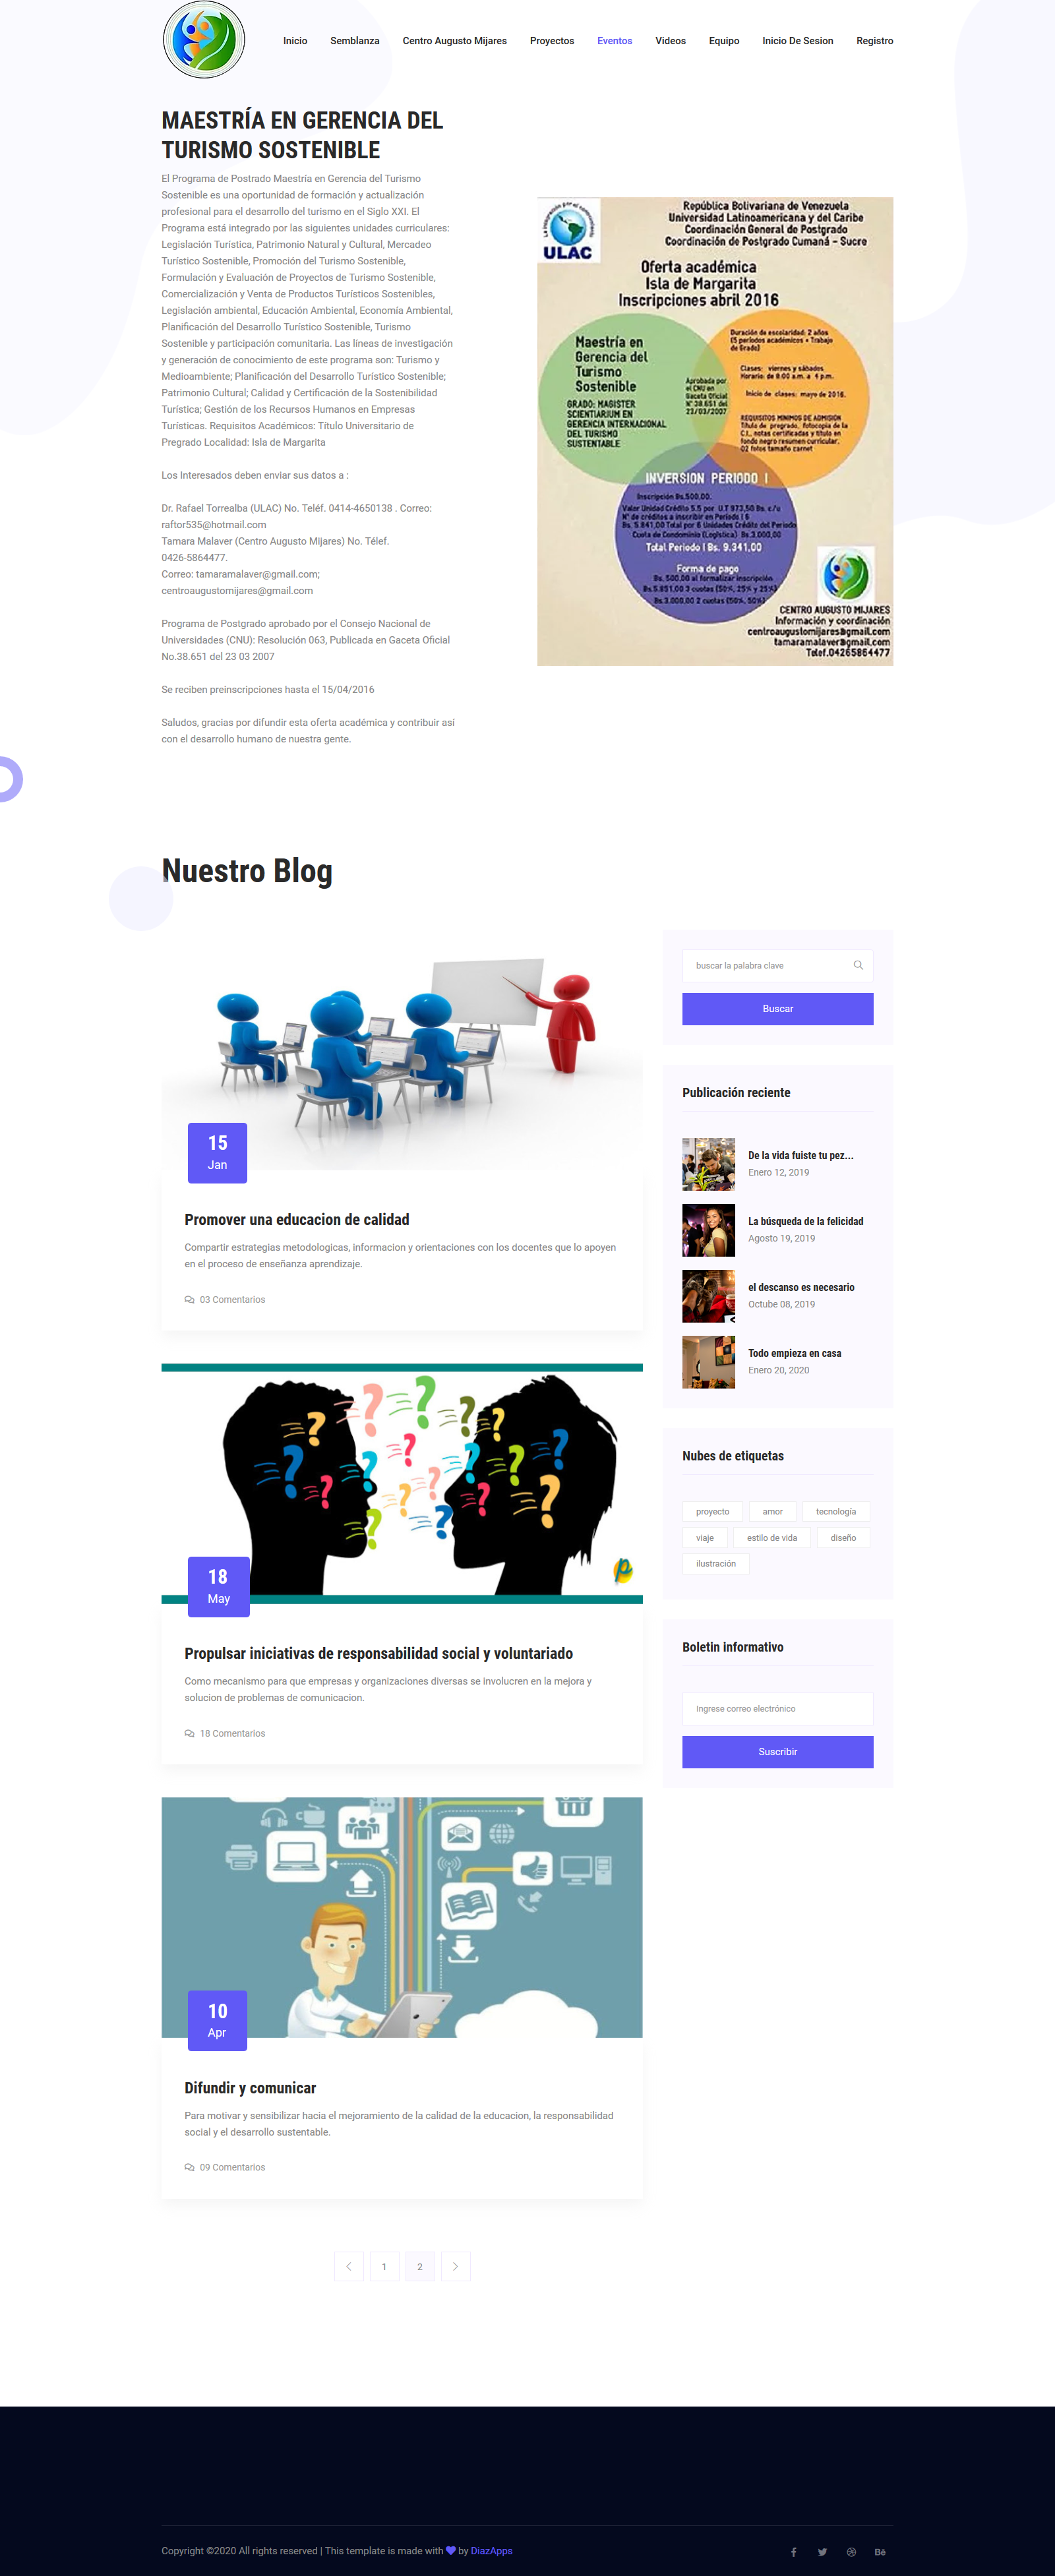 Inicio Semblanza Centro Augusto Mijares Proyectos Eventos Videos Equipo Inicio De Sesion Registro
MAESTRÍA EN GERENCIA DEL
TURISMO SOSTENIBLE
El Programa de Postrado Maestría en Gerencia del Turismo
Sostenible es una oportunidad de formación y actualización
profesional para el desarrollo del turismo en el Siglo XXI. El
Programa está integrado por las siguientes unidades curriculares:
Legislación Turística, Patrimonio Natural y Cultural, Mercadeo
Turístico Sostenible, Promoción del Turismo Sostenible,
Formulación y Evaluación de Proyectos de Turismo Sostenible,
Comercialización y Venta de Productos Turísticos Sostenibles,
Legislación ambiental, Educación Ambiental, Economía Ambiental,
Planificación del Desarrollo Turístico Sostenible, Turismo
Sostenible y participación comunitaria. Las líneas de investigación
y generación de conocimiento de este programa son: Turismo y
Medioambiente; Planificación del Desarrollo Turístico Sostenible;
Patrimonio Cultural; Calidad y Certificación de la Sostenibilidad
Turística; Gestión de los Recursos Humanos en Empresas
Turísticas. Requisitos Académicos: Título Universitario de
Pregrado Localidad: Isla de Margarita
Los Interesados deben enviar sus datos a :
Dr. Rafael Torrealba (ULAC) No. Teléf. 0414-4650138 . Correo:
raftor535@hotmail.com
Tamara Malaver (Centro Augusto Mijares) No. Télef.
0426-5864477.
Correo: tamaramalaver@gmail.com;
centroaugustomijares@gmail.com
Programa de Postgrado aprobado por el Consejo Nacional de
Universidades (CNU): Resolución 063, Publicada en Gaceta Oficial
No.38.651 del 23 03 2007
Se reciben preinscripciones hasta el 15/04/2016
Saludos, gracias por difundir esta oferta académica y contribuir así
con el desarrollo humano de nuestra gente.
ULAC
República Bolivariana de Venezuela
Universidad Latinoamericana y del Caribe
Coordinación General de Postgrado
Coordinación de Postgrado Cumaná - Sucre
Oferta académica
Isla de Margarita
Inscripciones abril 2016
Maestría en
Gerencia del
Turismo
Sostenible
GRADO: MAGISTER
SCIENTIARIUM EN
GERENCIA INTERNACIONAL
DEL TURISMO
SUSTENTABLE
Aprobada por
el CNU en
Gaceta Oficial
N° 38.651 del
23/03/2007
Duración de escolaridad: 2 años
(5 períodos académicos + Trabajo
de Grado)
Clases: viernes y sábados
Horario: de 8:00 a.m. a 4 p.m.
Inicio de clases: mayo de 2016.
REQUISITOS MINIMOS DE ADMISION
Título de pregrado, fotocopia de la
C.I., notas certificadas y título en
fondo negro resumen curricular.
02 fotos tamaño carnet
INVERSION PERIODO I
Inscripción Bs.500,00.
Valor Unidad Crédito 5.5 por U.T 973,50 Bs. c/u
N° de créditos a inscribir en Período I 6
Bs. 5.841,00 Total por 6 Unidades Crédito del Período
Cuota de Condominio (Logística) Bs.3.000,00
Total Periodo I Bs. 9.341,00
Forma de pago
Bs. 500,00 al formalizar inscripción
Bs.5.851,00 3 cuotas (50%, 25% y 25%)
Bs.3.000,00 2 cuotas (50%, 50%)
CENTRO AUGUSTO MIJARES
Información y coordinación
centroaugustomijares@gmail.com
tamaramalaver@gmail.com
Telef.04265864477
Nuestro Blog
15
Jan
Promover una educacion de calidad
Compartir estrategias metodologicas, informacion y orientaciones con los docentes que lo apoyen
en el proceso de enseñanza aprendizaje.
03 Comentarios
18
May
Propulsar iniciativas de responsabilidad social y voluntariado
Como mecanismo para que empresas y organizaciones diversas se involucren en la mejora y
solucion de problemas de comunicacion.
18 Comentarios
10
Apr
Difundir y comunicar
Para motivar y sensibilizar hacia el mejoramiento de la calidad de la educacion, la responsabilidad
social y el desarrollo sustentable.
09 Comentarios
1 2
buscar la palabra clave
Buscar
Publicación reciente
De la vida fuiste tu pez...
Enero 12, 2019
La búsqueda de la felicidad
Agosto 19, 2019
el descanso es necesario
Octube 08, 2019
Todo empieza en casa
Enero 20, 2020
Nubes de etiquetas
proyecto amor tecnología
viaje estilo de vida diseño
ilustración
Boletin informativo
Ingrese correo electrónico
Suscribir
Copyright ©2020 All rights reserved | This template is made with by DiazApps